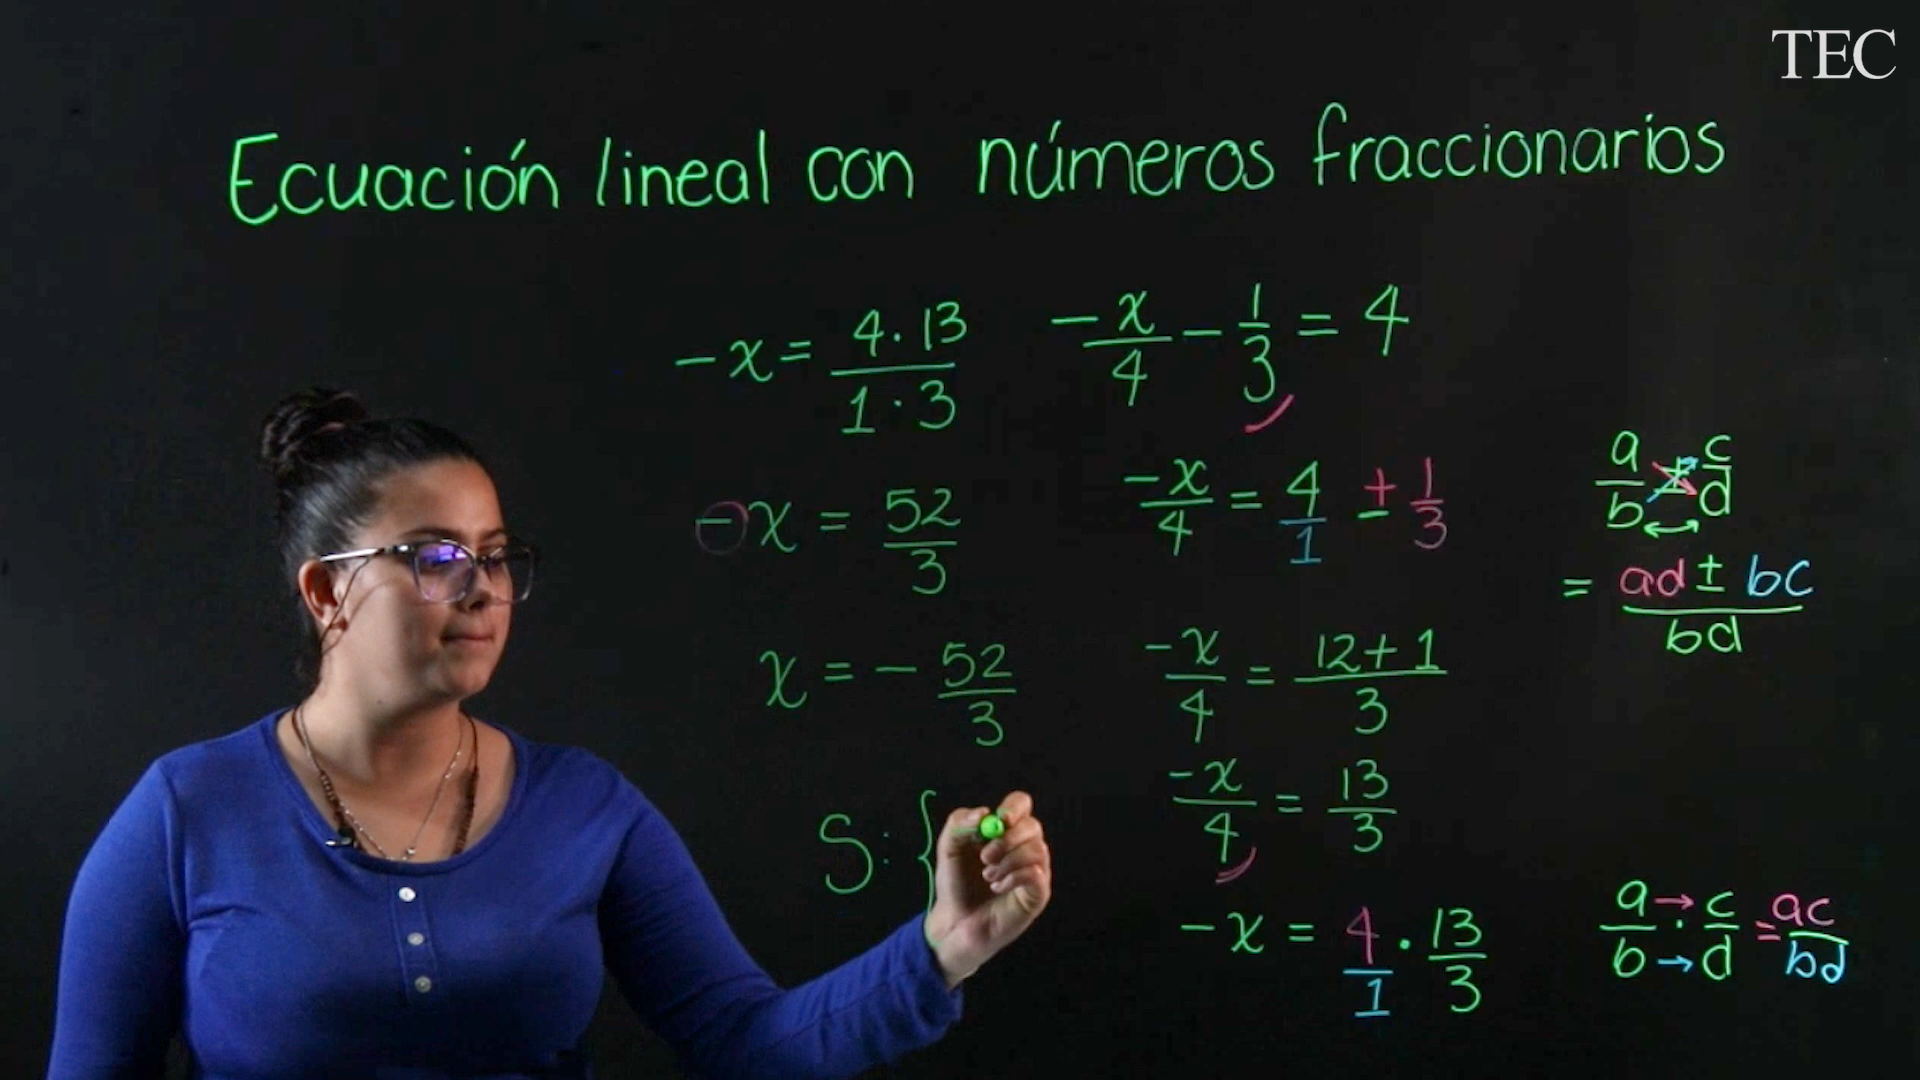 TEC
Ecuación lineal con números fraccionarios
-x/4 - 1/3 = 4
-x/4 = 4/1 ± 1/3
-x/4 = 12+1/3
-x/4 = 13/3
-x = 4/1 · 13/3
-x = 4·13/1·3
-x = 52/3
x = - 52/3
S: {
a/b ± c/d
= ad ± bc/bd
a/b · c/d = ac/bd